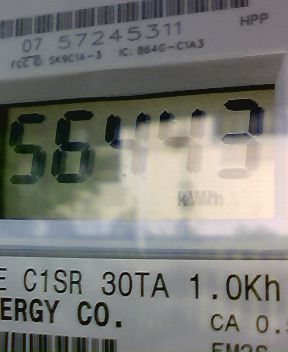 07 57245311
HPP
FCC ID: SK9C1A-3 IC: 864G-C1A3
56443
kWh
E C1SR 30TA 1.0Kh
ERGY CO.
CA 0.